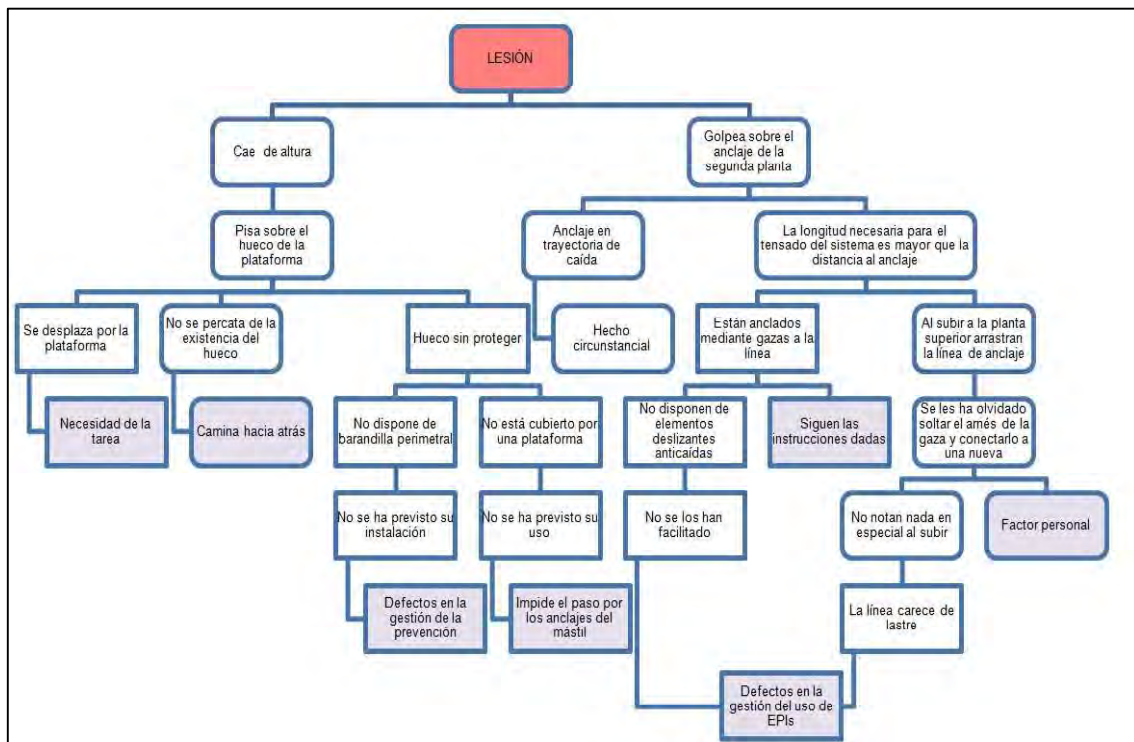 LESIÓN
Cae de altura
Golpea sobre el
anclaje de la
segunda planta
Pisa sobre el
hueco de la
plataforma
Anclaje en
trayectoria de
caída
La longitud necesaria para el
tensado del sistema es mayor que la
distancia al anclaje
Se desplaza por
la plataforma
No se percata de la
existencia del
hueco
Hueco sin proteger
Hecho
circunstancial
Están anclados
mediante gazas a la
línea
Al subir a la planta
superior arrastran
la línea de anclaje
Necesidad de la
tarea
Camina hacia atrás
No dispone de
barandilla perimetral
No está cubierto por
una plataforma
No disponen de
elementos
deslizantes
anticaídas
Siguen las
instrucciones dadas
Se les ha olvidado
soltar el arnés de la
gaza y conectarlo a
una nueva
No se ha previsto su
instalación
No se ha previsto su
uso
No se los han
facilitado
No notan nada en
especial al subir
Factor personal
Defectos en la
gestión de la
prevención
Impide el paso por
los anclajes del
mástil
La línea carece de
lastre
Defectos en la
gestión del uso de
EPIs